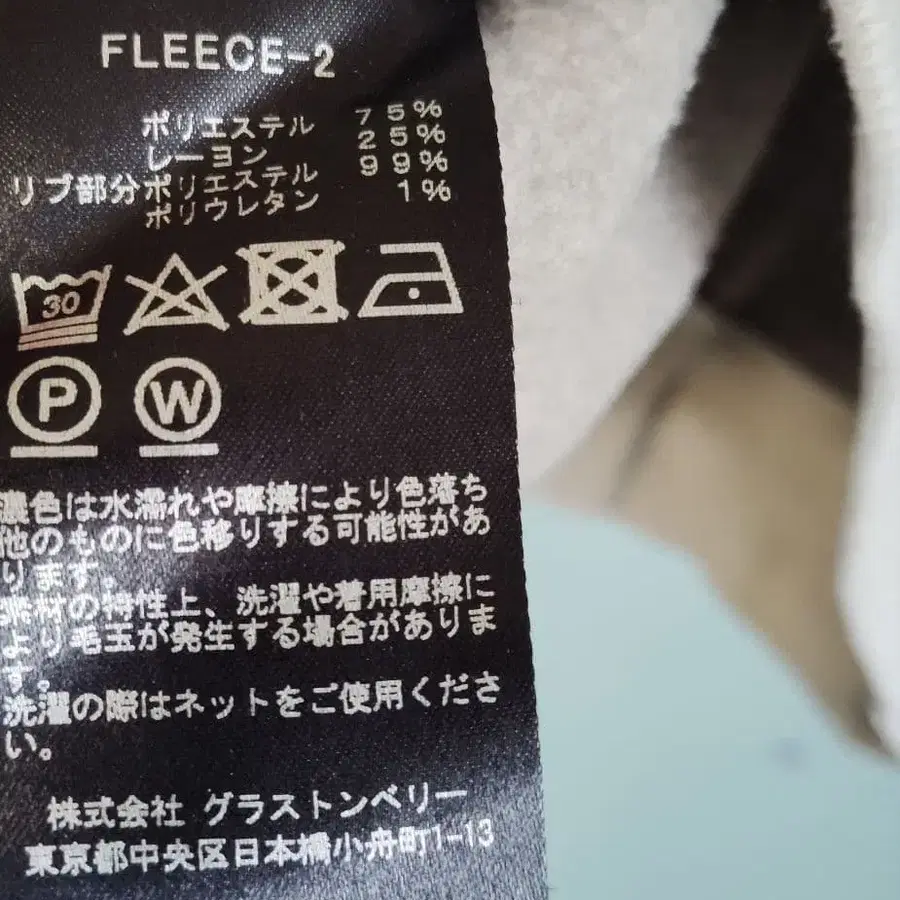 FLEECE-2
ポリエステル 75%
レーヨン 25%
リブ部分ポリエステル 99%
ポリウレタン 1%
30
P W
濃色は水濡れや摩擦により色落ち
他のものに色移りする可能性があ
ります。
素材の特性上、洗濯や着用摩擦に
より毛玉が発生する場合がありま
す。
洗濯の際はネットをご使用くださ
い。
株式会社 グラストンベリー
東京都中央区日本橋小舟町1-13